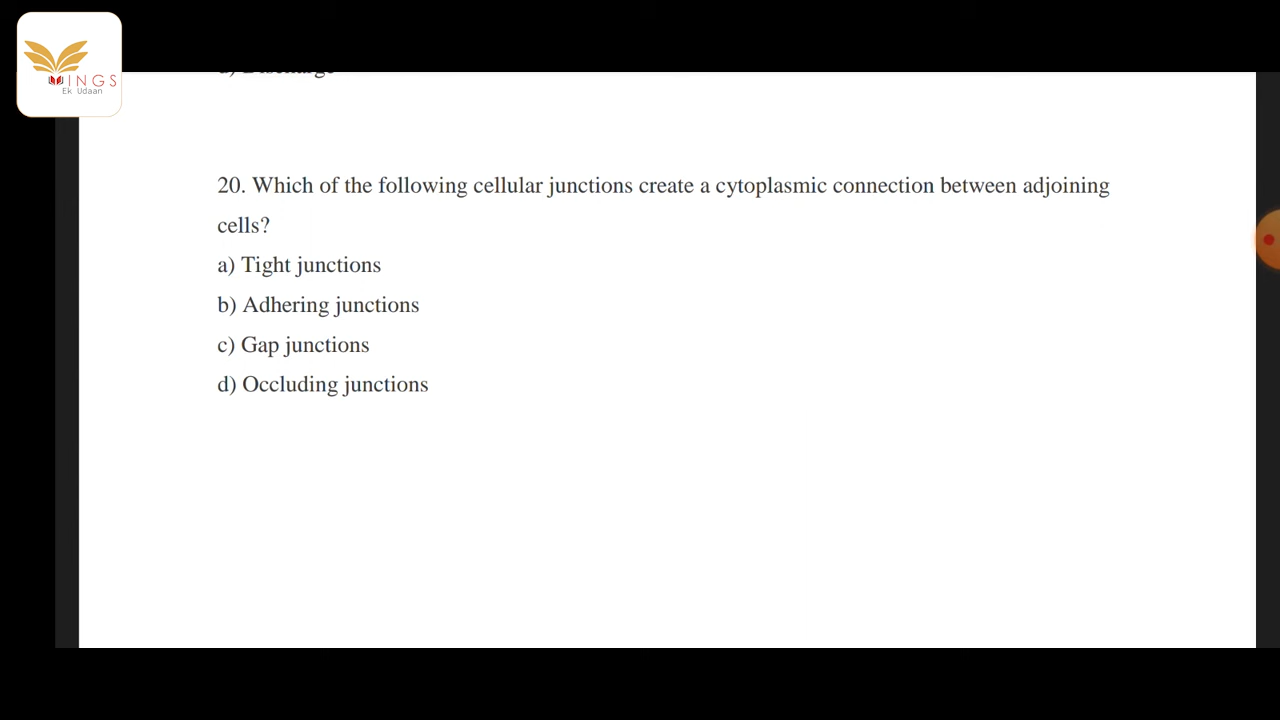 WINGS
Ek Udaan
20. Which of the following cellular junctions create a cytoplasmic connection between adjoining
cells?
a) Tight junctions
b) Adhering junctions
c) Gap junctions
d) Occluding junctions